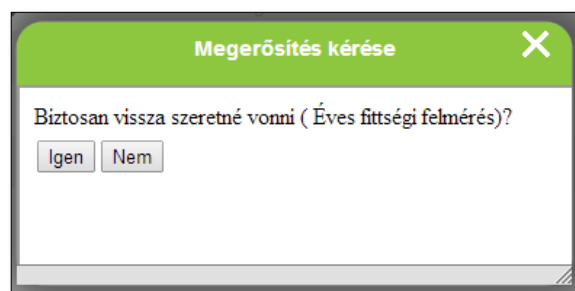 Megerősítés kérése
Biztosan vissza szeretné vonni ( Éves fittségi felmérés)?
Igen Nem